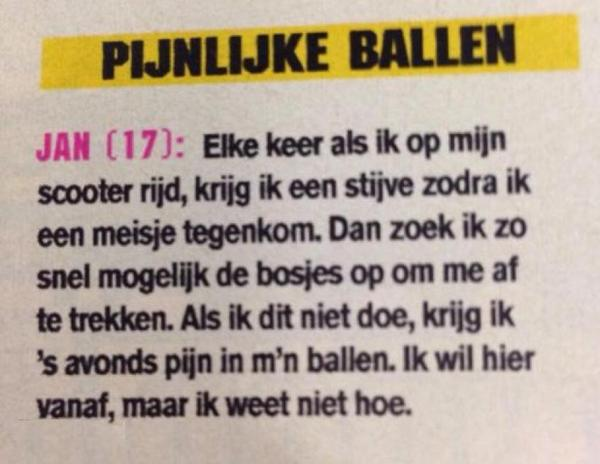 PIJNLIJKE BALLEN
JAN (17): Elke keer als ik op mijn
scooter rijd, krijg ik een stijve zodra ik
een meisje tegenkom. Dan zoek ik zo
snel mogelijk de bosjes op om me af
te trekken. Als ik dit niet doe, krijg ik
's avonds pijn in m'n ballen. Ik wil hier
vanaf, maar ik weet niet hoe.